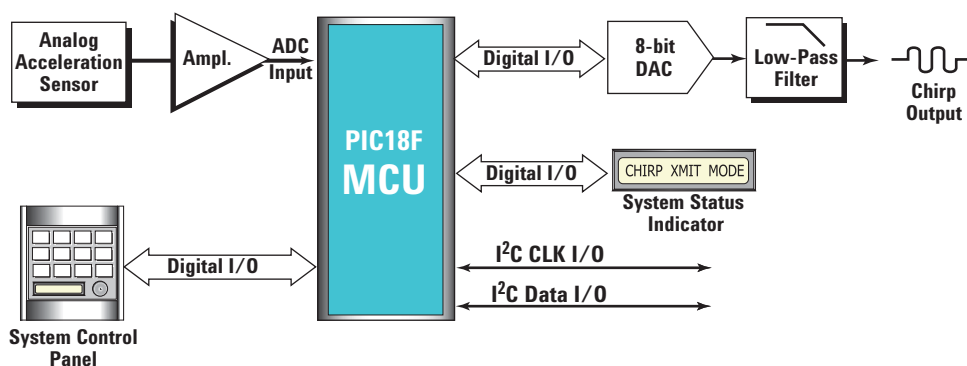 Analog
Acceleration
Sensor
Ampl.
ADC
Input
PIC18F
MCU
Digital I/O
8-bit
DAC
Low-Pass
Filter
Chirp
Output
Digital I/O
CHIRP XMIT MODE
System Status
Indicator
Digital I/O
I²C CLK I/O
I²C Data I/O
System Control
Panel